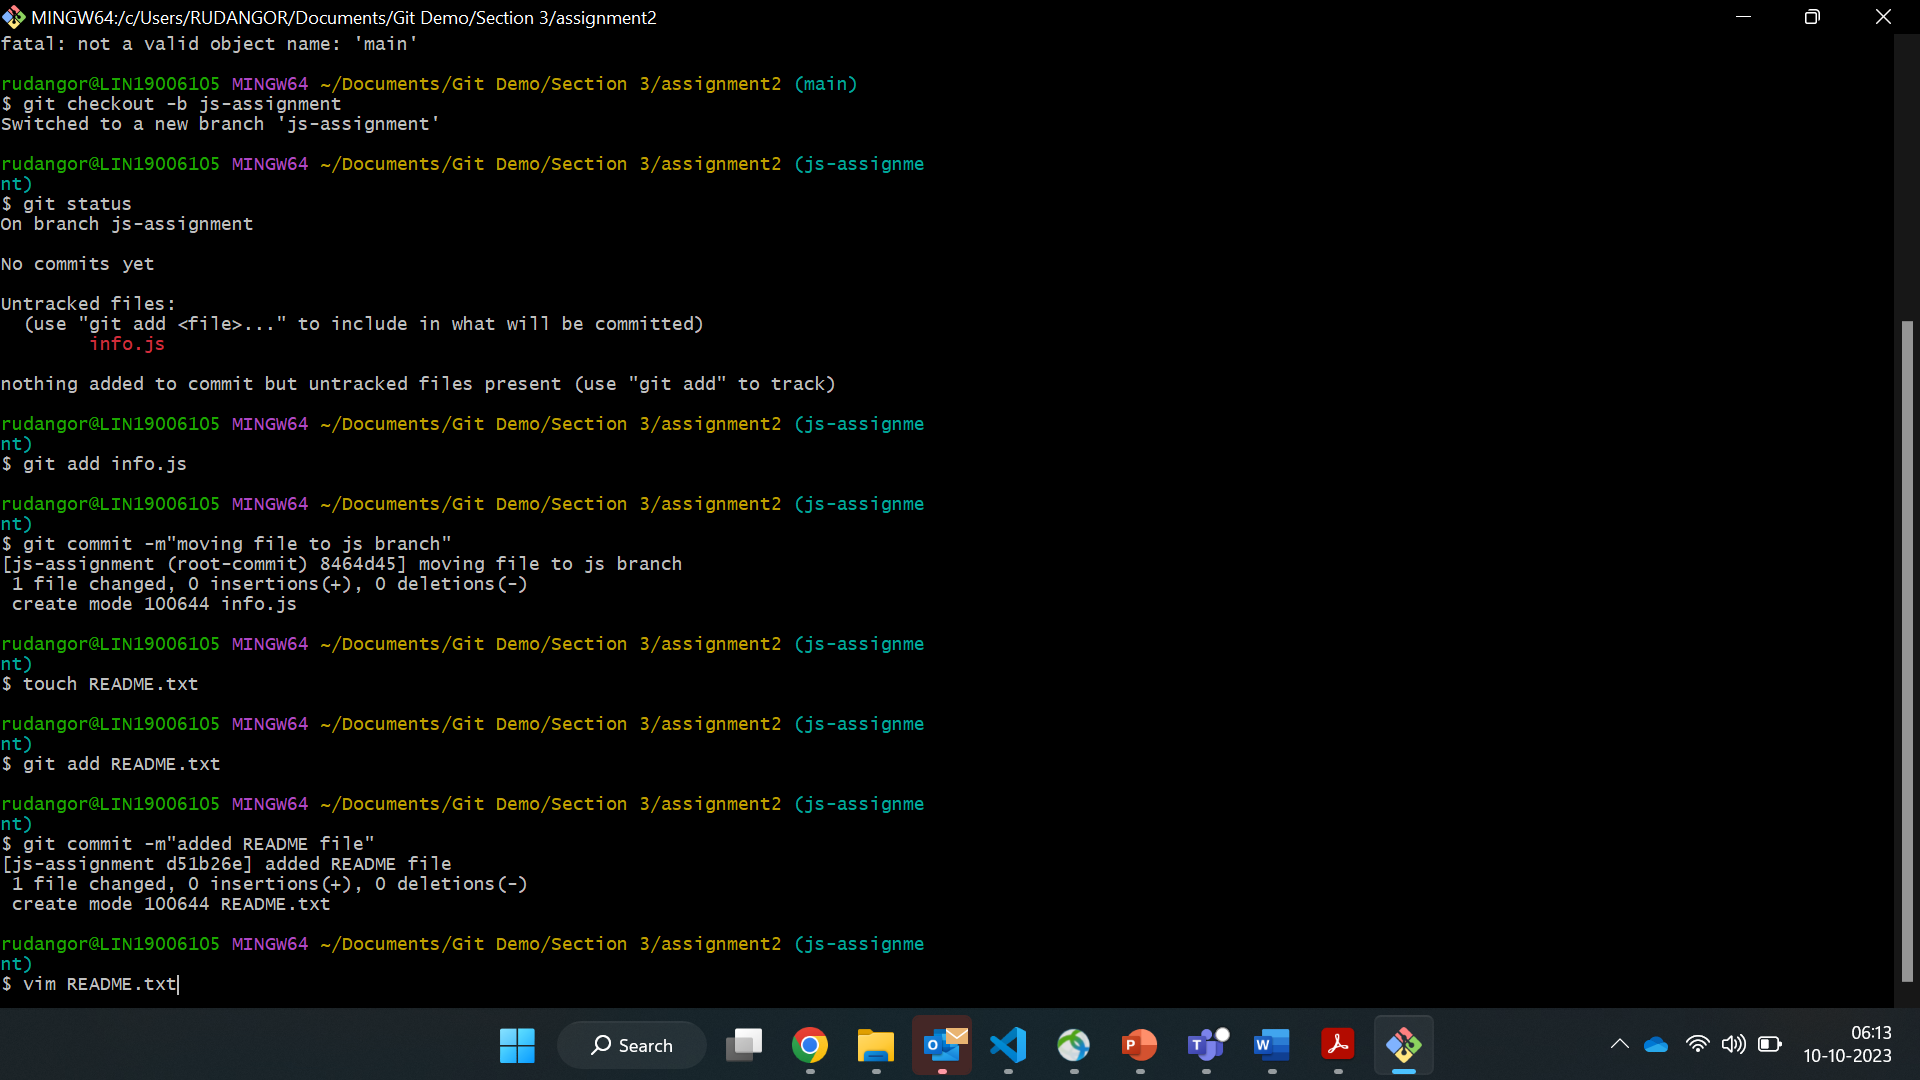 MINGW64:/c/Users/RUDANGOR/Documents/Git Demo/Section 3/assignment2
fatal: not a valid object name: 'main'
rudangor@LIN19006105 MINGW64 ~/Documents/Git Demo/Section 3/assignment2 (main)
$ git checkout -b js-assignment
Switched to a new branch 'js-assignment'
rudangor@LIN19006105 MINGW64 ~/Documents/Git Demo/Section 3/assignment2 (js-assignme
nt)
$ git status
On branch js-assignment
No commits yet
Untracked files:
  (use "git add <file>..." to include in what will be committed)
        info.js
nothing added to commit but untracked files present (use "git add" to track)
rudangor@LIN19006105 MINGW64 ~/Documents/Git Demo/Section 3/assignment2 (js-assignme
nt)
$ git add info.js
rudangor@LIN19006105 MINGW64 ~/Documents/Git Demo/Section 3/assignment2 (js-assignme
nt)
$ git commit -m"moving file to js branch"
[js-assignment (root-commit) 8464d45] moving file to js branch
 1 file changed, 0 insertions(+), 0 deletions(-)
 create mode 100644 info.js
rudangor@LIN19006105 MINGW64 ~/Documents/Git Demo/Section 3/assignment2 (js-assignme
nt)
$ touch README.txt
rudangor@LIN19006105 MINGW64 ~/Documents/Git Demo/Section 3/assignment2 (js-assignme
nt)
$ git add README.txt
rudangor@LIN19006105 MINGW64 ~/Documents/Git Demo/Section 3/assignment2 (js-assignme
nt)
$ git commit -m"added README file"
[js-assignment d51b26e] added README file
 1 file changed, 0 insertions(+), 0 deletions(-)
 create mode 100644 README.txt
rudangor@LIN19006105 MINGW64 ~/Documents/Git Demo/Section 3/assignment2 (js-assignme
nt)
$ vim README.txt
Search
06:13
10-10-2023